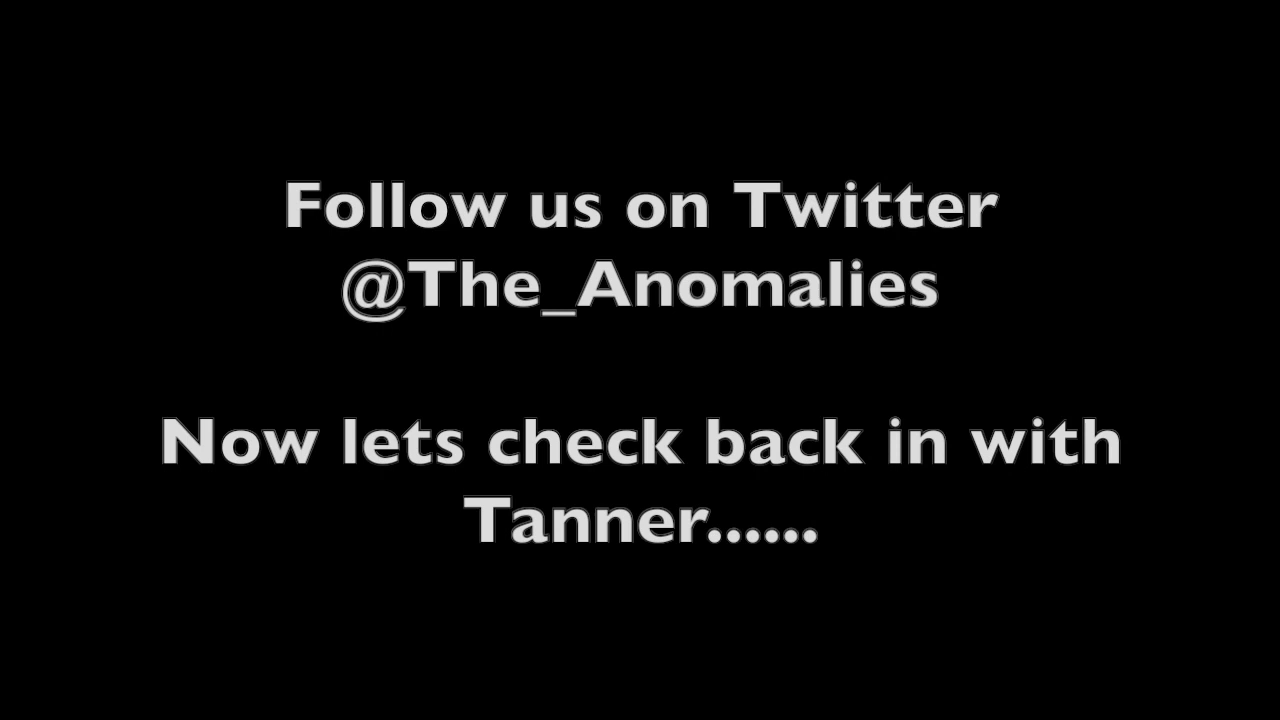 Follow us on Twitter
@The_Anomalies
Now lets check back in with
Tanner......